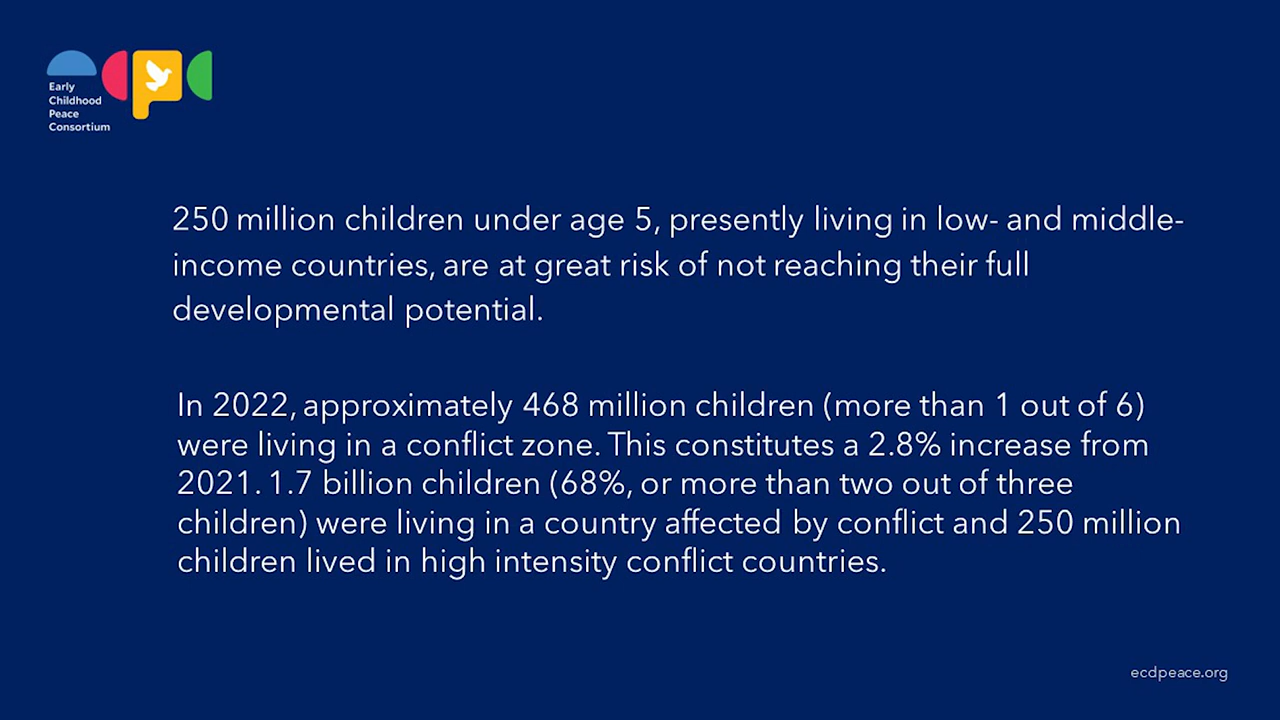 Early
Childhood
Peace
Consortium
250 million children under age 5, presently living in low- and middle-
income countries, are at great risk of not reaching their full
developmental potential.
In 2022, approximately 468 million children (more than 1 out of 6)
were living in a conflict zone. This constitutes a 2.8% increase from
2021. 1.7 billion children (68%, or more than two out of three
children) were living in a country affected by conflict and 250 million
children lived in high intensity conflict countries.
ecdpeace.org